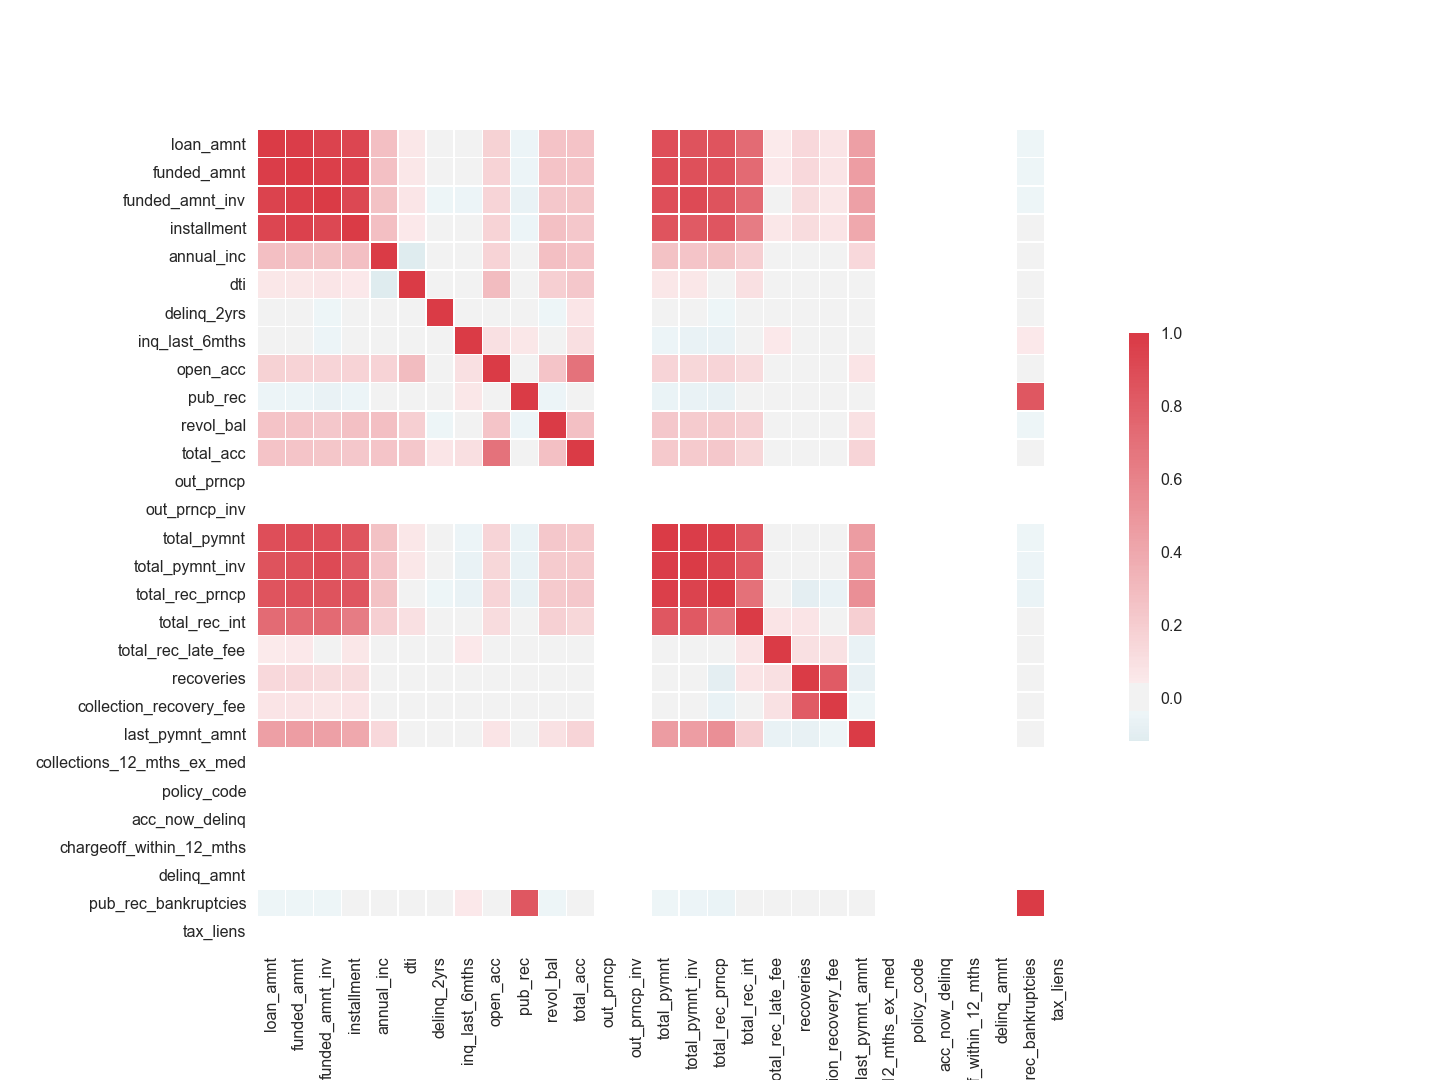 loan_amnt
funded_amnt
funded_amnt_inv
installment
annual_inc
dti
delinq_2yrs
inq_last_6mths
open_acc
pub_rec
revol_bal
total_acc
out_prncp
out_prncp_inv
total_pymnt
total_pymnt_inv
total_rec_prncp
total_rec_int
total_rec_late_fee
recoveries
collection_recovery_fee
last_pymnt_amnt
collections_12_mths_ex_med
policy_code
acc_now_delinq
chargeoff_within_12_mths
delinq_amnt
pub_rec_bankruptcies
tax_liens
1.0
0.8
0.6
0.4
0.2
0.0
loan_amnt
funded_amnt
funded_amnt_inv
installment
annual_inc
dti
delinq_2yrs
inq_last_6mths
open_acc
pub_rec
revol_bal
total_acc
out_prncp
out_prncp_inv
total_pymnt
total_pymnt_inv
total_rec_prncp
total_rec_int
otal_rec_late_fee
recoveries
ion_recovery_fee
last_pymnt_amnt
12_mths_ex_med
policy_code
acc_now_delinq
f_within_12_mths
delinq_amnt
rec_bankruptcies
tax_liens